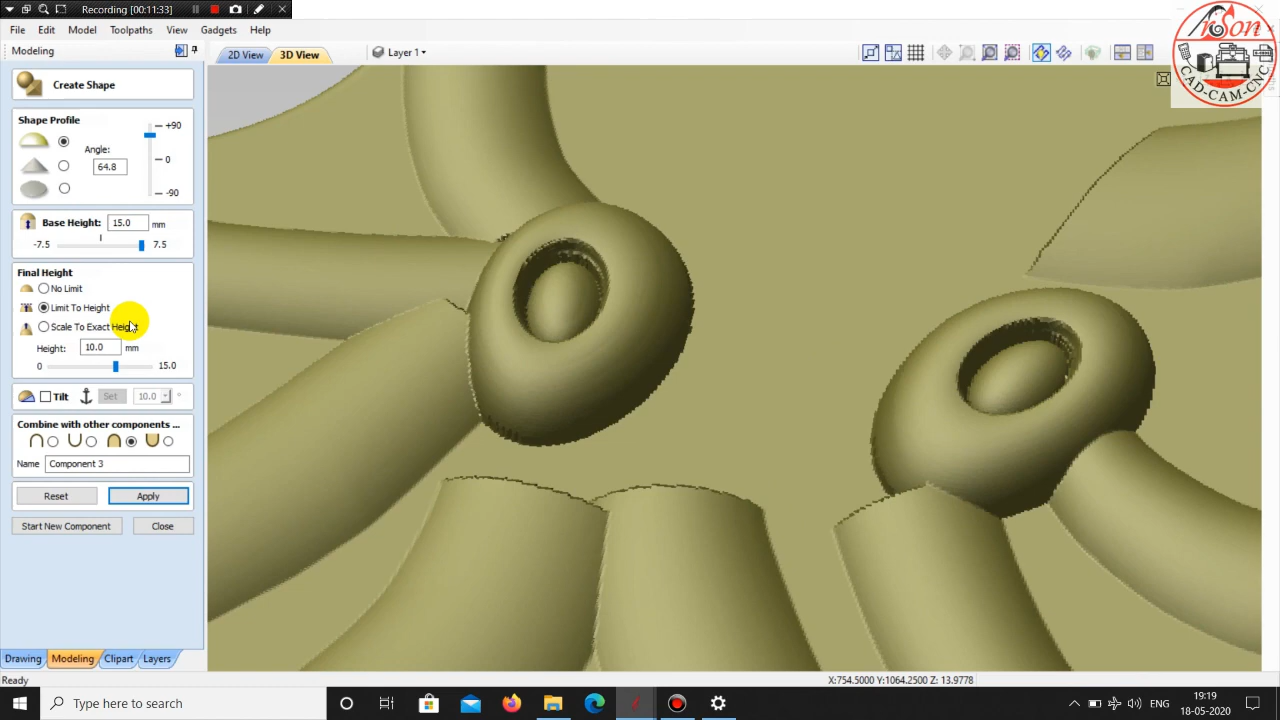 Recording [00:11:33]
File Edit Model Toolpaths View Gadgets Help
Modeling
2D View 3D View Layer 1
Create Shape
Shape Profile
+90
Angle:
64.8
0
-90
Base Height: 15.0 mm
-7.5 7.5
Final Height
No Limit
Limit To Height
Scale To Exact Height
Height: 10.0 mm
0 15.0
Tilt Set 10.0 °
Combine with other components ...
Name Component 3
Reset Apply
Start New Component Close
Drawing Modeling Clipart Layers
Ready X:754.5000 Y:1064.2500 Z: 13.9778
Type here to search
ENG
19:19
18-05-2020
CAD-CAM-CNC